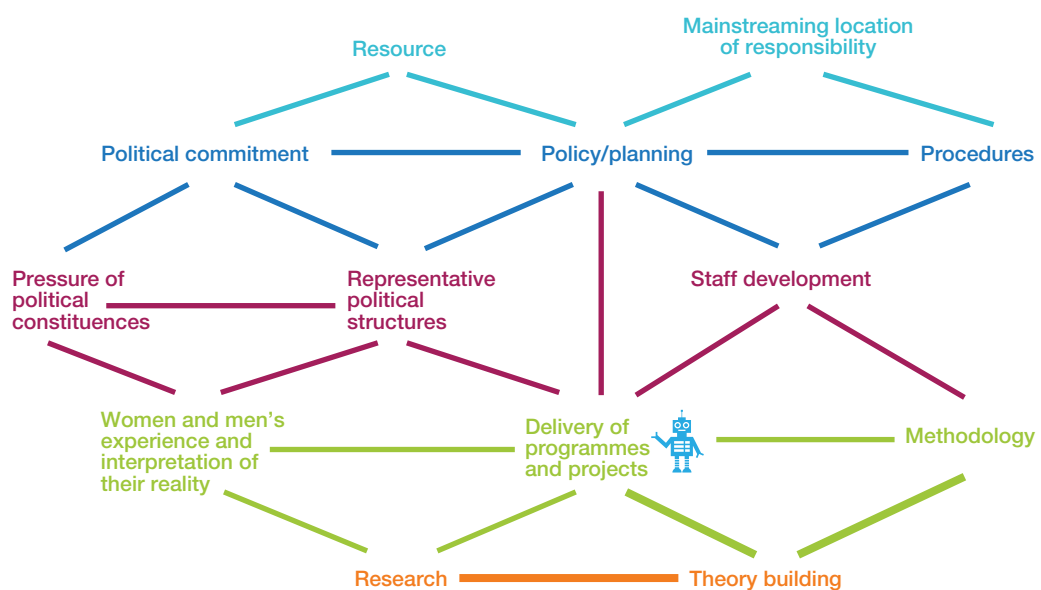 Resource
Mainstreaming location
of responsibility
Political commitment
Policy/planning
Procedures
Pressure of
political
constituences
Representative
political
structures
Staff development
Women and men’s
experience and
interpretation of
their reality
Delivery of
programmes
and projects
Methodology
Research
Theory building